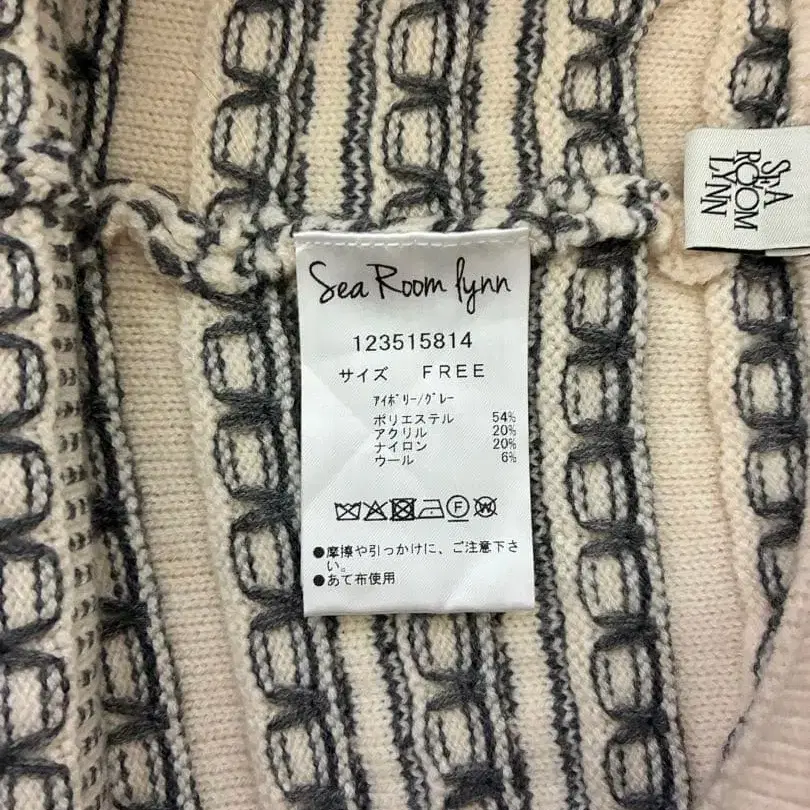 SEA
ROOM
LYNN
Sea Room lynn
123515814
サイズ FREE
ｱｲﾎﾞﾘｰ/ｸﾞﾚｰ
ポリエステル 54%
アクリル 20%
ナイロン 20%
ウール 6%
F W
●摩擦や引っかけに、ご注意下さ
い。
●あて布使用